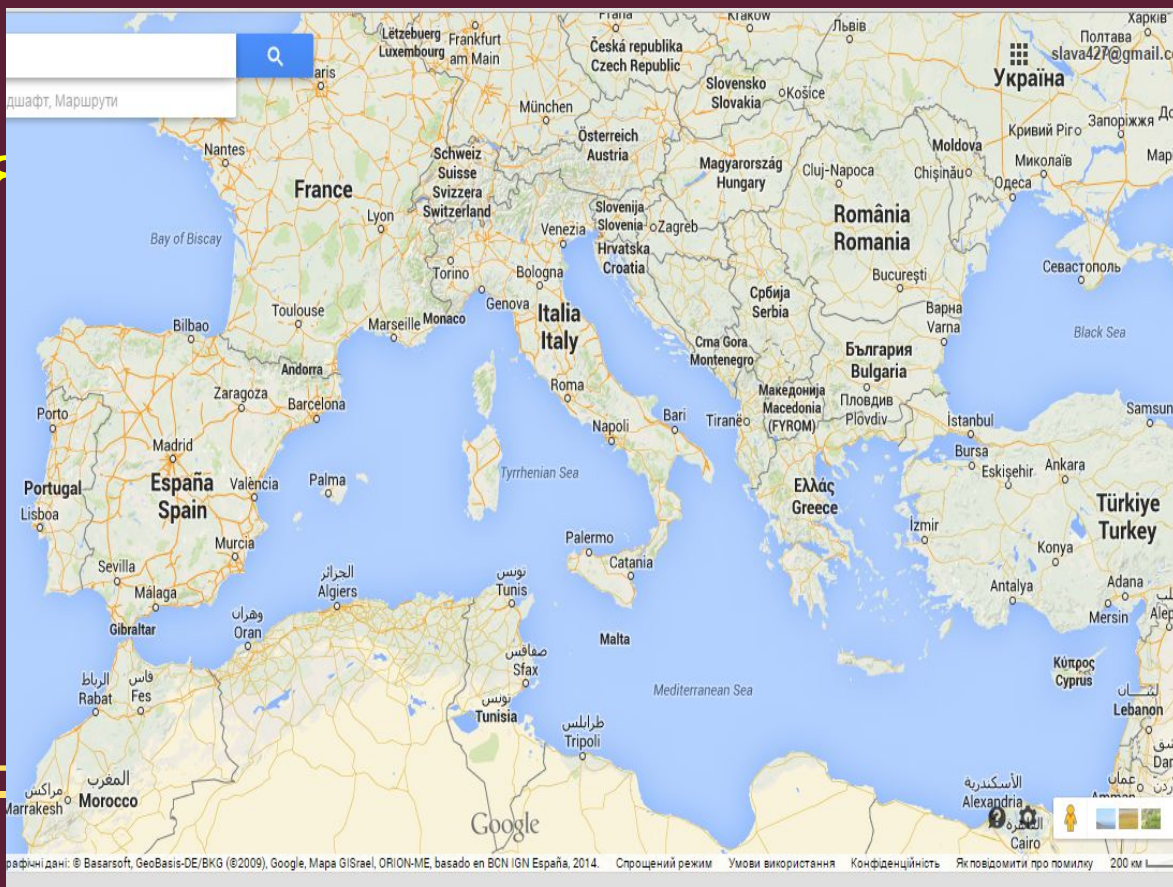 Praha
Kraków
Львів
Харків
Lëtzebuerg
Luxembourg
Frankfurt
am Main
Česká republika
Czech Republic
Полтава
slava427@gmail.c
Україна
Slovensko
Slovakia
Košice
дшафт, Маршрути
München
Österreich
Austria
Запоріжжя
Кривий Ріг
Миколаїв
Одеса
Moldova
Chișinău
Nantes
Schweiz
Suisse
Svizzera
Switzerland
Magyarország
Hungary
Cluj-Napoca
France
Lyon
Slovenija
Slovenia
Zagreb
România
Romania
Bay of Biscay
Venezia
Hrvatska
Croatia
Torino
Bologna
București
Севастополь
Genova
Italia
Italy
Србија
Serbia
Варна
Varna
Toulouse
Marseille
Monaco
Bilbao
Black Sea
Crna Gora
Montenegro
България
Bulgaria
Andorra
Zaragoza
Barcelona
Roma
Македонија
Macedonia
(FYROM)
Пловдив
Plovdiv
Porto
Napoli
Bari
Tiranë
İstanbul
Samsun
Madrid
Bursa
Eskişehir
Ankara
España
Spain
València
Palma
Tyrrhenian Sea
Portugal
Lisboa
Ελλάς
Greece
Türkiye
Turkey
İzmir
Murcia
Palermo
Catania
Konya
Sevilla
Málaga
الجزائر
Algiers
تونس
Tunis
Antalya
Adana
Mersin
Gibraltar
وهران
Oran
Malta
صفاقس
Sfax
Κύπρος
Cyprus
الرباط
Rabat
فاس
Fes
تونس
Tunisia
Mediterranean Sea
لبنان
Lebanon
طرابلس
Tripoli
مراكش
Marrakesh
المغرب
Morocco
الأسكندرية
Alexandria
عمان
القاهرة
Cairo
Google
рафічні дані: © Basarsoft, GeoBasis-DE/BKG (©2009), Google, Mapa GISrael, ORION-ME, basado en BCN IGN España, 2014. Спрощений режим Умови використання Конфіденційність Як повідомити про помилку 200 км